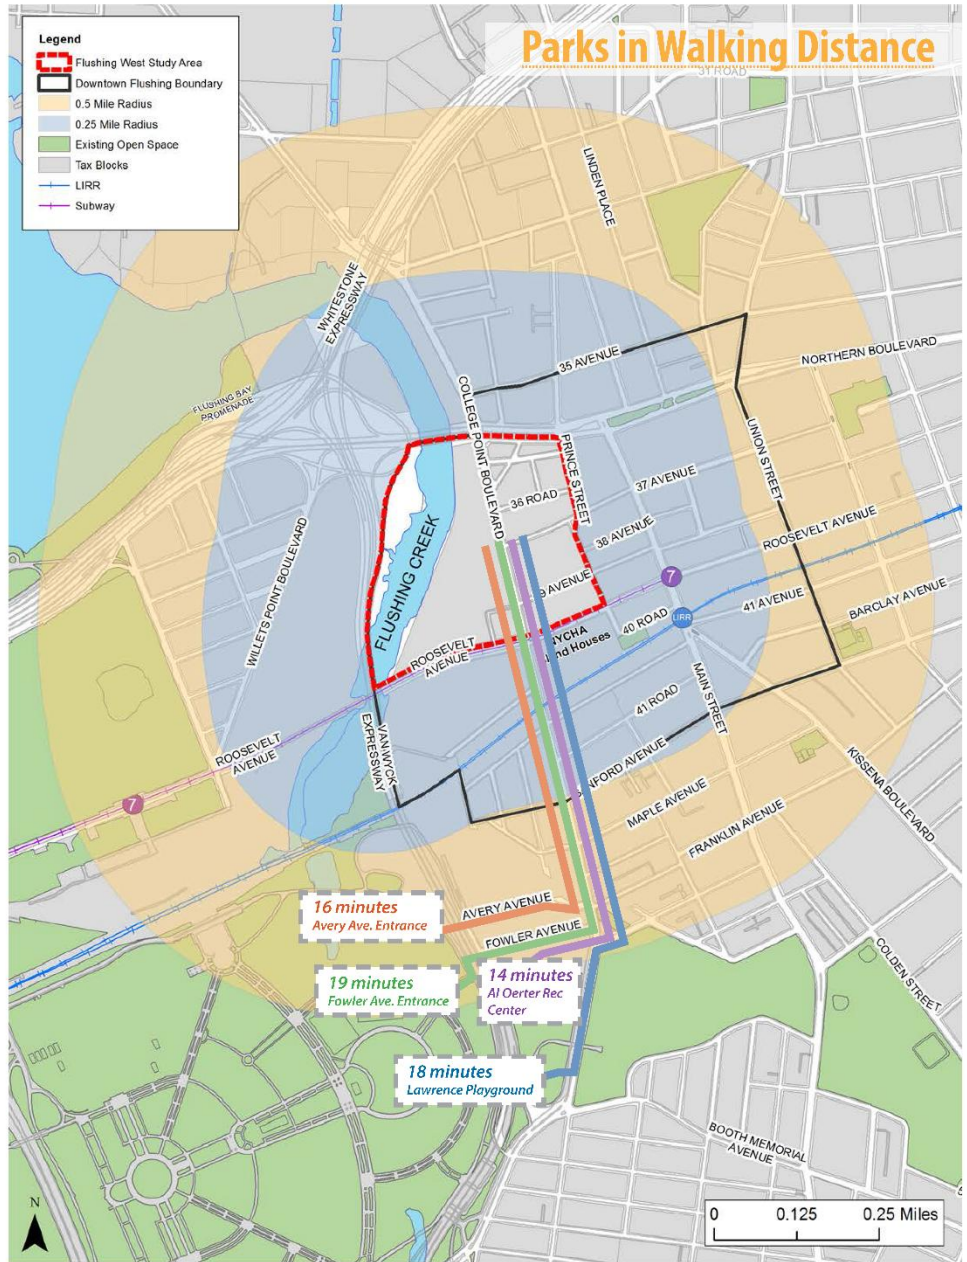 Parks in Walking Distance
Legend
Flushing West Study Area
Downtown Flushing Boundary
0.5 Mile Radius
0.25 Mile Radius
Existing Open Space
Tax Blocks
LIRR
Subway
31 ROAD
LINDEN PLACE
WHITESTONE
EXPRESSWAY
FLUSHING BAY
PROMENADE
35 AVENUE
NORTHERN BOULEVARD
COLLEGE POINT BOULEVARD
PRINCE STREET
UNION STREET
37 AVENUE
36 ROAD
38 AVENUE
ROOSEVELT AVENUE
WILLETS POINT BOULEVARD
FLUSHING CREEK
9 AVENUE
7
41 AVENUE
BARCLAY AVENUE
40 ROAD
LIRR
NYCHA
nd Houses
ROOSEVELT
AVENUE
MAIN STREET
41 ROAD
VAN WYCK
EXPRESSWAY
ROOSEVELT
AVENUE
7
NFORD AVENUE
MAPLE AVENUE
KISSENA BOULEVARD
FRANKLIN AVENUE
16 minutes
Avery Ave. Entrance
AVERY AVENUE
FOWLER AVENUE
COLDEN STREET
19 minutes
Fowler Ave. Entrance
14 minutes
Al Oerter Rec
Center
18 minutes
Lawrence Playground
BOOTH MEMORIAL
AVENUE
N
0 0.125 0.25 Miles